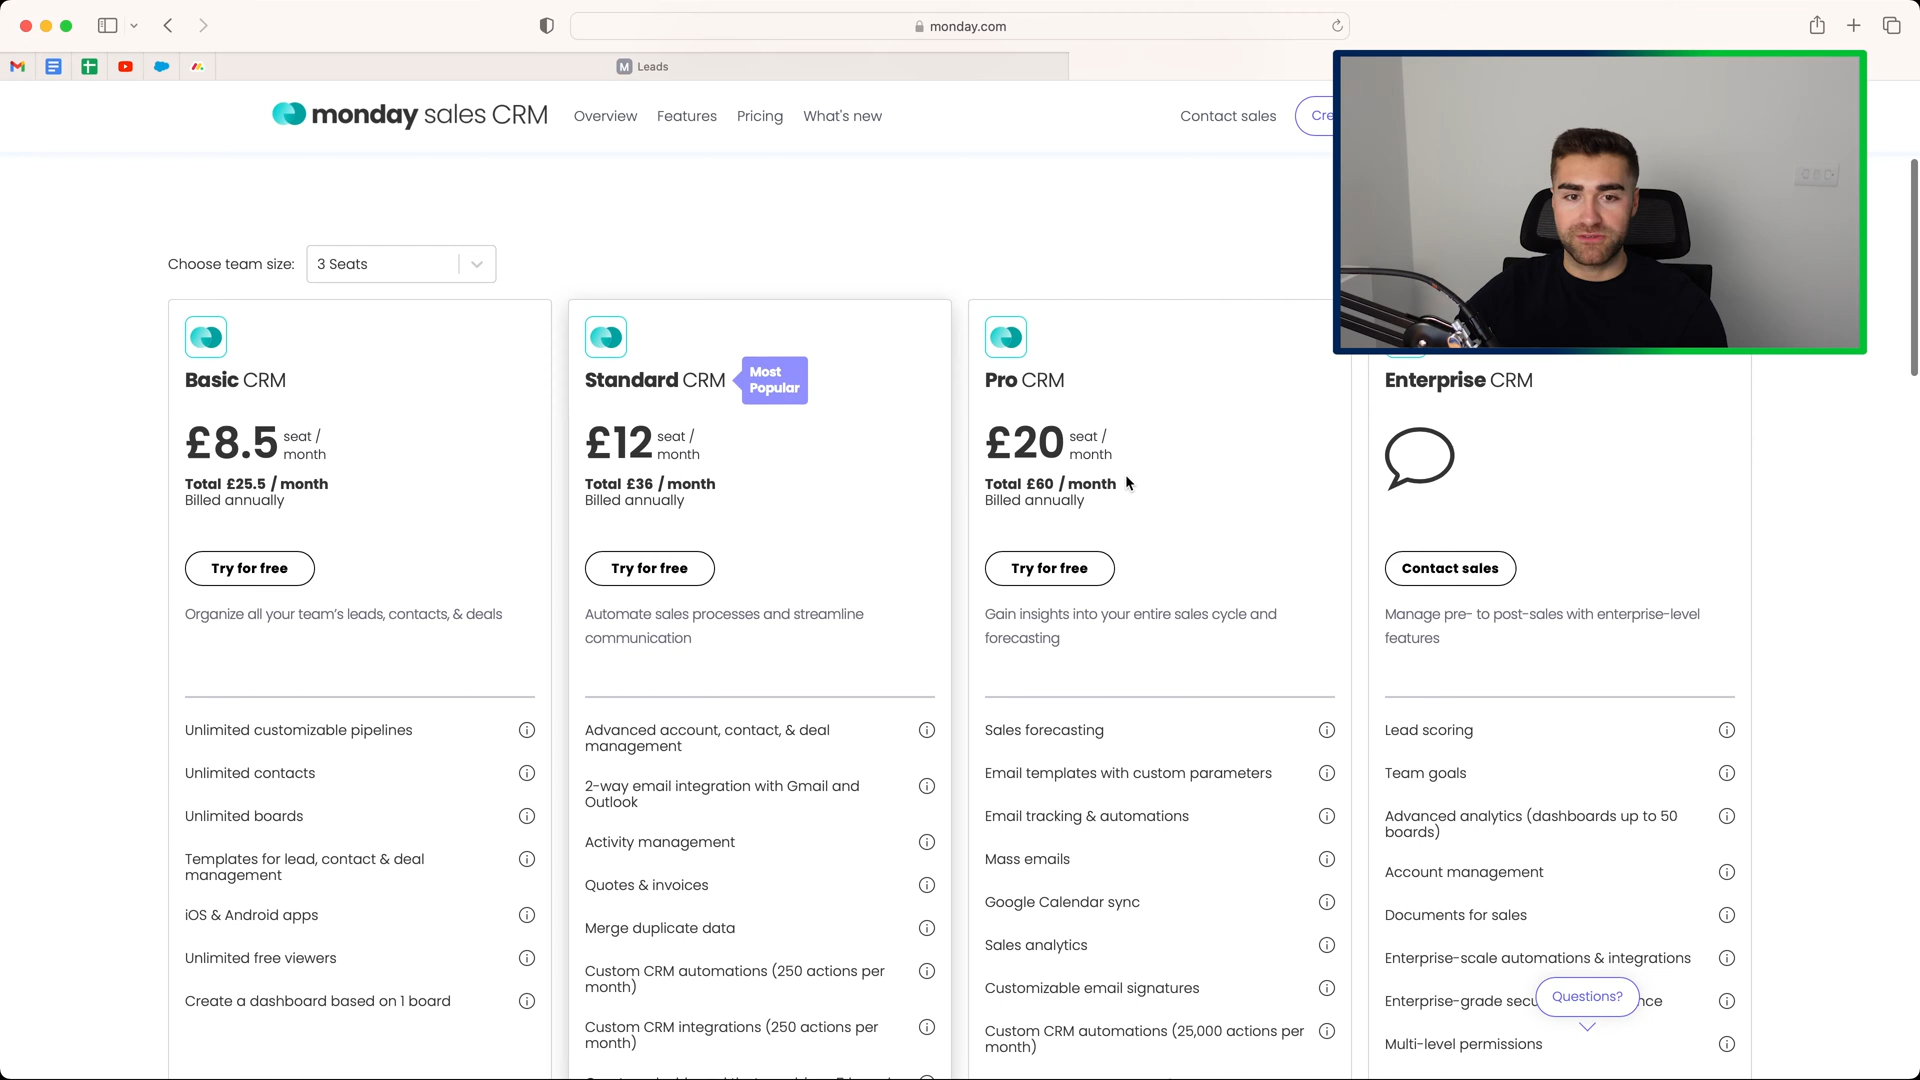 monday.com
M Leads
monday sales CRM
Overview
Features
Pricing
What's new
Contact sales
Cre
Choose team size:
3 Seats
Basic CRM
£8.5 seat /
month
Total £25.5 / month
Billed annually
Try for free
Organize all your team's leads, contacts, & deals
Unlimited customizable pipelines
Unlimited contacts
Unlimited boards
Templates for lead, contact & deal
management
iOS & Android apps
Unlimited free viewers
Create a dashboard based on 1 board
Standard CRM
Most
Popular
£12 seat /
month
Total £36 / month
Billed annually
Try for free
Automate sales processes and streamline
communication
Advanced account, contact, & deal
management
2-way email integration with Gmail and
Outlook
Activity management
Quotes & invoices
Merge duplicate data
Custom CRM automations (250 actions per
month)
Custom CRM integrations (250 actions per
month)
Pro CRM
£20 seat /
month
Total £60 / month
Billed annually
Try for free
Gain insights into your entire sales cycle and
forecasting
Sales forecasting
Email templates with custom parameters
Email tracking & automations
Mass emails
Google Calendar sync
Sales analytics
Customizable email signatures
Custom CRM automations (25,000 actions per
month)
Enterprise CRM
Contact sales
Manage pre- to post-sales with enterprise-level
features
Lead scoring
Team goals
Advanced analytics (dashboards up to 50
boards)
Account management
Documents for sales
Enterprise-scale automations & integrations
Enterprise-grade secu nce
Multi-level permissions
Questions?